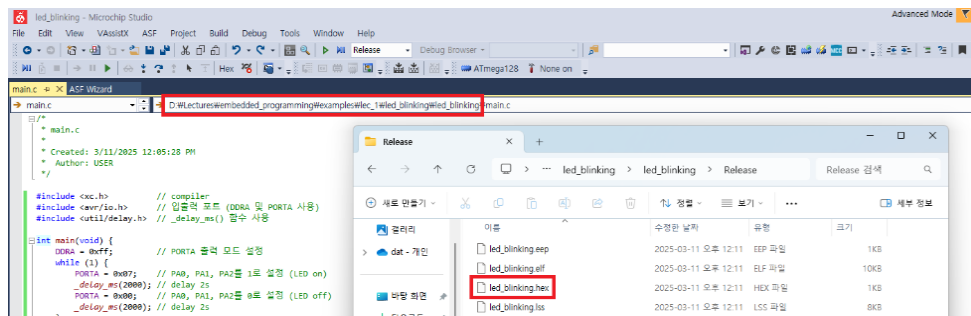 led_blinking - Microchip Studio
Advanced Mode
File Edit View VAssistX ASF Project Build Debug Tools Window Help
Release Debug Browser
Hex ATmega128 None on
main.c ASF Wizard
main.c D:₩Lectures₩embedded_programming₩examples₩lec_1₩led_blinking₩led_blinking₩main.c
/*
* main.c
*
* Created: 3/11/2025 12:05:28 PM
* Author: USER
*/
#include <xc.h> // compiler
#include <avr/io.h> // 입출력 포트 (DDRA 및 PORTA 사용)
#include <util/delay.h> // _delay_ms() 함수 사용
int main(void) {
DDRA = 0xff; // PORTA 출력 모드 설정
while (1) {
PORTA = 0x07; // PA0, PA1, PA2를 1로 설정 (LED on)
_delay_ms(2000); // delay 2s
PORTA = 0x00; // PA0, PA1, PA2를 0로 설정 (LED off)
_delay_ms(2000); // delay 2s
Release
led_blinking > led_blinking > Release
Release 검색
새로 만들기 정렬 보기 ... 세부 정보
이름 수정한 날짜 유형 크기
갤러리
dat - 개인
바탕 화면
led_blinking.eep 2025-03-11 오후 12:11 EEP 파일 1KB
led_blinking.elf 2025-03-11 오후 12:11 ELF 파일 10KB
led_blinking.hex 2025-03-11 오후 12:11 HEX 파일 1KB
led_blinking.lss 2025-03-11 오후 12:11 LSS 파일 8KB